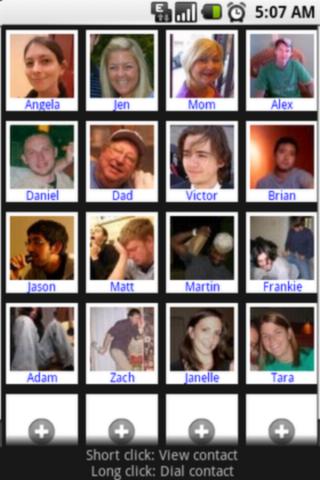 5:07 AM
Angela Jen Mom Alex
Daniel Dad Victor Brian
Jason Matt Martin Frankie
Adam Zach Janelle Tara
Short click: View contact
Long click: Dial contact